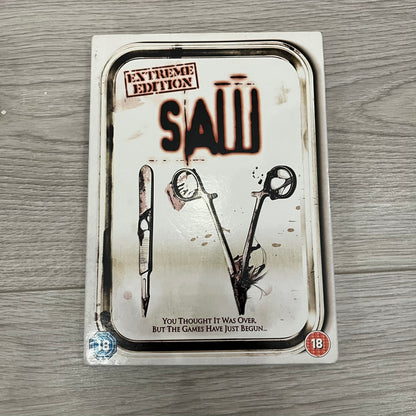 EXTREME
EDITION
SAW
IV
YOU THOUGHT IT WAS OVER,
BUT THE GAMES HAVE JUST BEGUN...
18
18